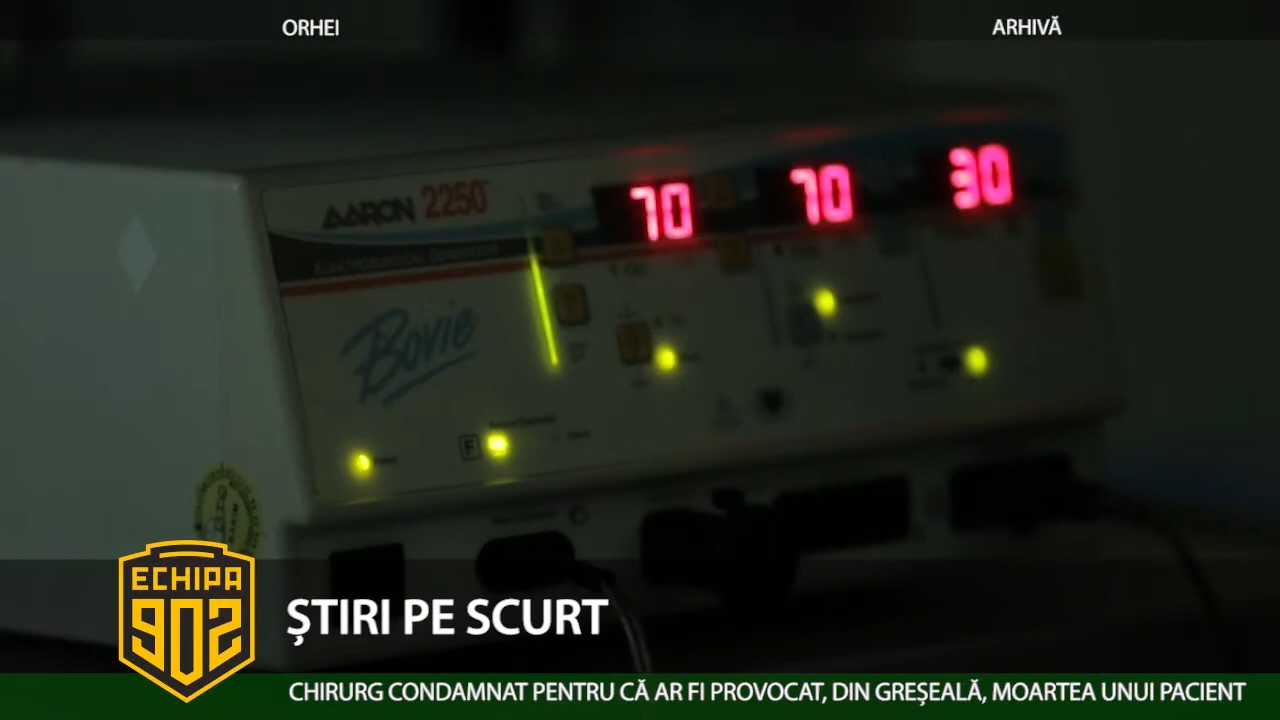 ORHEI
ARHIVĂ
AARON 2250
70
70
30
Bovie
F
ECHIPA
902
ȘTIRI PE SCURT
CHIRURG CONDAMNAT PENTRU CĂ AR FI PROVOCAT, DIN GREȘEALĂ, MOARTEA UNUI PACIENT